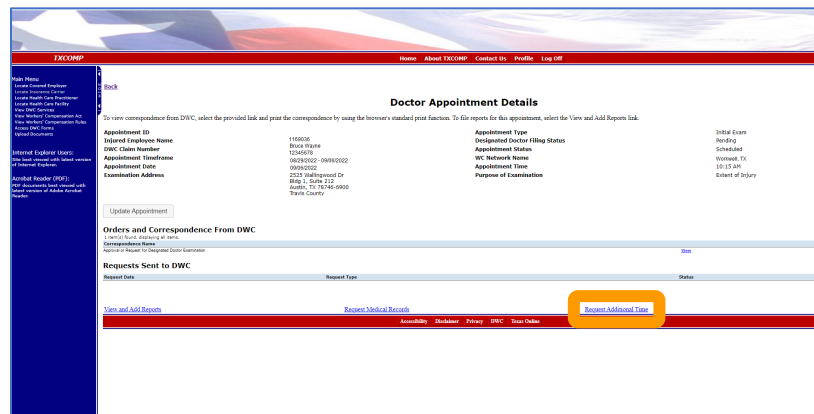 TXCOMP
Home About TXCOMP Contact Us Profile Log Off
Main Menu
Locate Covered Employer
Locate Insurance Carrier
Locate Health Care Practitioner
Locate Health Care Facility
View DWC Services
View Workers' Compensation Act
View Workers' Compensation Rules
Access DWC Forms
Upload Documents
Internet Explorer Users:
Site best viewed with latest version
of Internet Explorer.
Acrobat Reader (PDF):
PDF documents best viewed with
latest version of Adobe Acrobat
Reader.
Back
Doctor Appointment Details
To view correspondence from DWC, select the provided link and print the correspondence by using the browser's standard print function. To file reports for this appointment, select the View and Add Reports link.
Appointment ID Appointment Type Initial Exam
Injured Employee Name 1169036 Designated Doctor Filing Status Pending
Bruce Wayne
DWC Claim Number 12345678 Appointment Status Scheduled
Appointment Timeframe 08/29/2022 - 09/06/2022 WC Network Name Workwell, TX
Appointment Date 09/06/2022 Appointment Time 10:15 AM
Examination Address 2525 Wallingwood Dr Purpose of Examination Extent of Injury
Bldg 1, Suite 212
Austin, TX 78746-6900
Travis County
Update Appointment
Orders and Correspondence From DWC
1 item(s) found, displaying all items.
Correspondence Name
Approval or Request for Designated Doctor Examination View
Requests Sent to DWC
Request Date Request Type Status
View and Add Reports Request Medical Records Request Additional Time
Accessibility Disclaimer Privacy DWC Texas Online